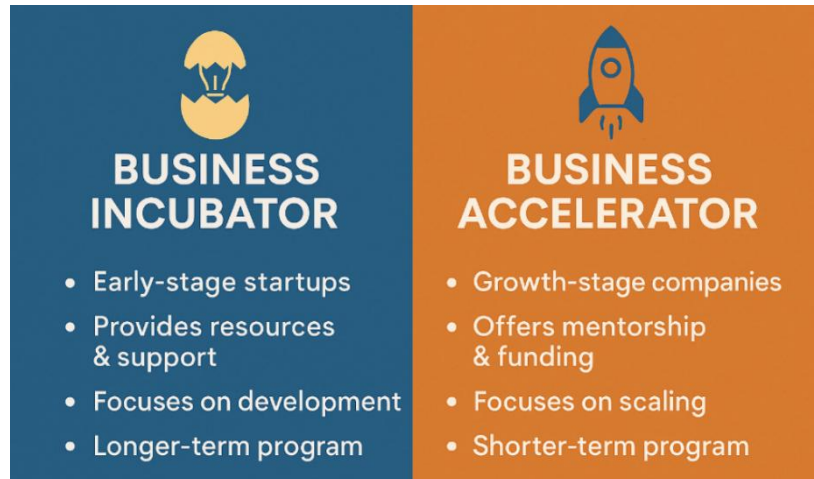 BUSINESS
INCUBATOR
• Early-stage startups
• Provides resources
& support
• Focuses on development
• Longer-term program
BUSINESS
ACCELERATOR
• Growth-stage companies
• Offers mentorship
& funding
• Focuses on scaling
• Shorter-term program